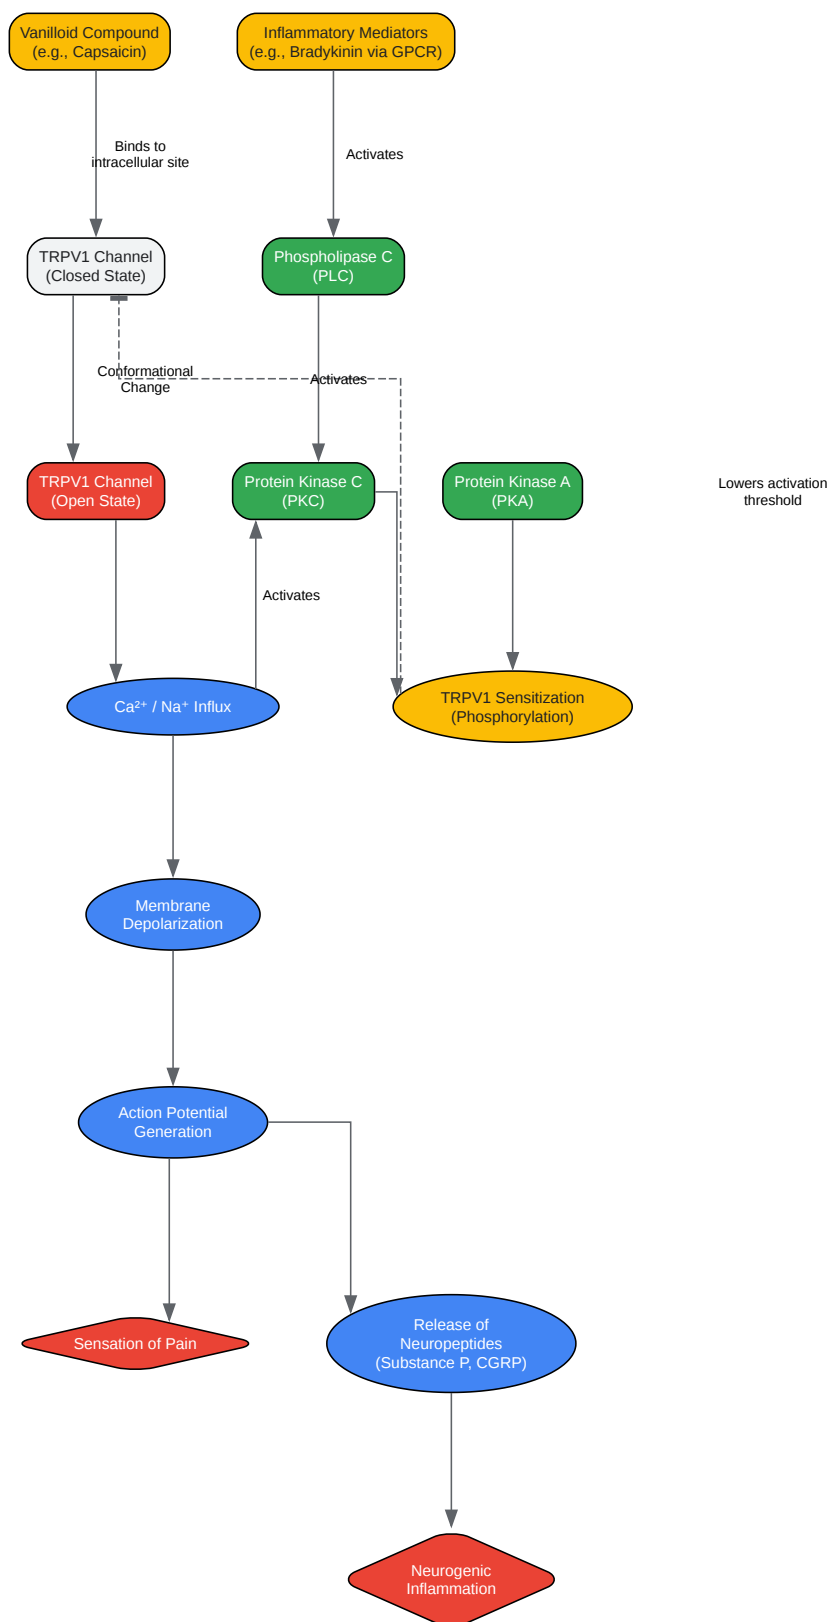 Vanilloid Compound
(e.g., Capsaicin)
Inflammatory Mediators
(e.g., Bradykinin via GPCR)
Binds to
intracellular site
Activates
TRPV1 Channel
(Closed State)
Phospholipase C
(PLC)
Conformational
Change
Activates
TRPV1 Channel
(Open State)
Protein Kinase C
(PKC)
Protein Kinase A
(PKA)
Lowers activation
threshold
Activates
Ca²⁺ / Na⁺ Influx
TRPV1 Sensitization
(Phosphorylation)
Membrane
Depolarization
Action Potential
Generation
Sensation of Pain
Release of
Neuropeptides
(Substance P, CGRP)
Neurogenic
Inflammation